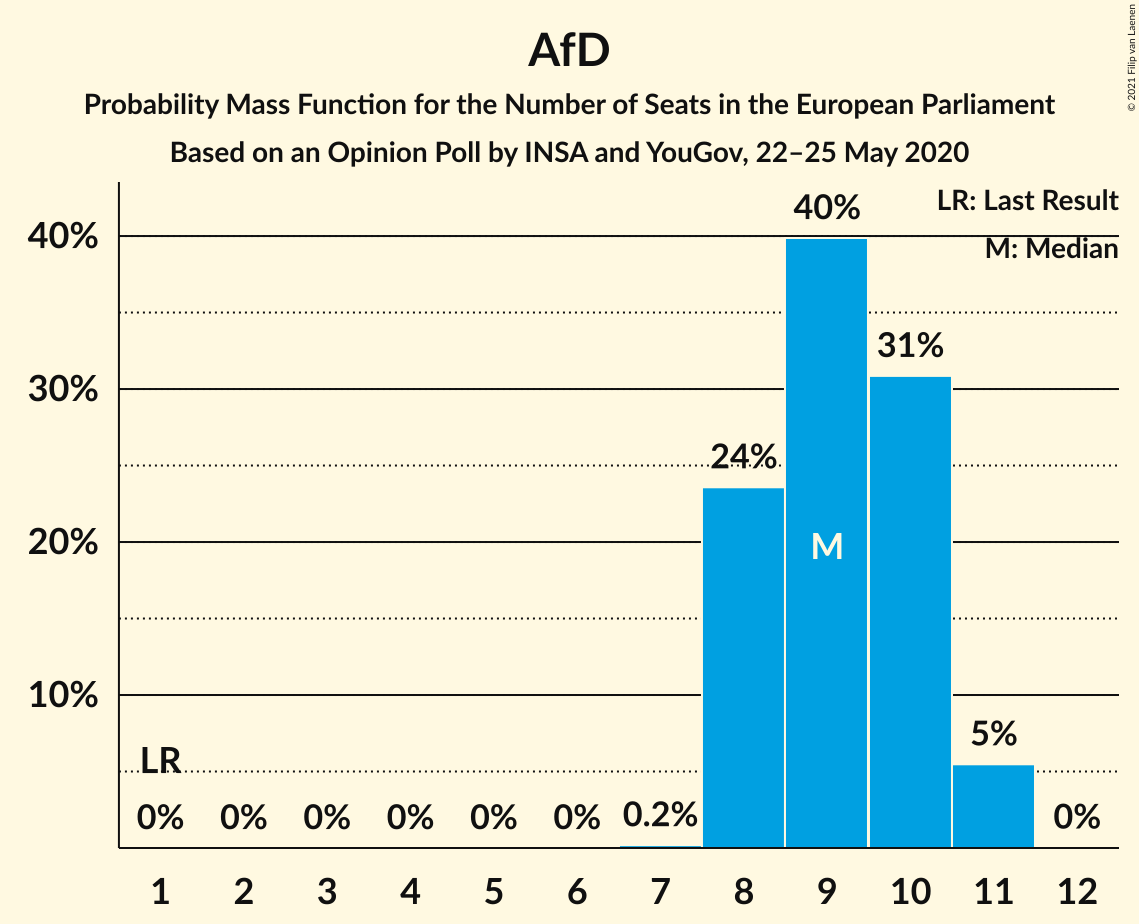 AfD
Probability Mass Function for the Number of Seats in the European Parliament
Based on an Opinion Poll by INSA and YouGov, 22–25 May 2020
© 2021 Filip van Laenen
LR: Last Result
M: Median
40%
30%
20%
10%
LR
0%
0%
0%
0%
0%
0%
0.2%
24%
40%
M
31%
5%
0%
1 2 3 4 5 6 7 8 9 10 11 12